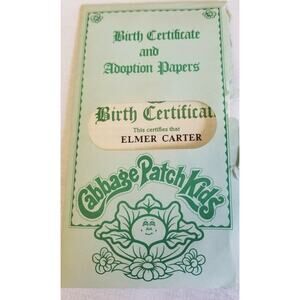 Birth Certificate
and
Adoption Papers
Birth Certificat
This certifies that
ELMER CARTER
Cabbage Patch Kids